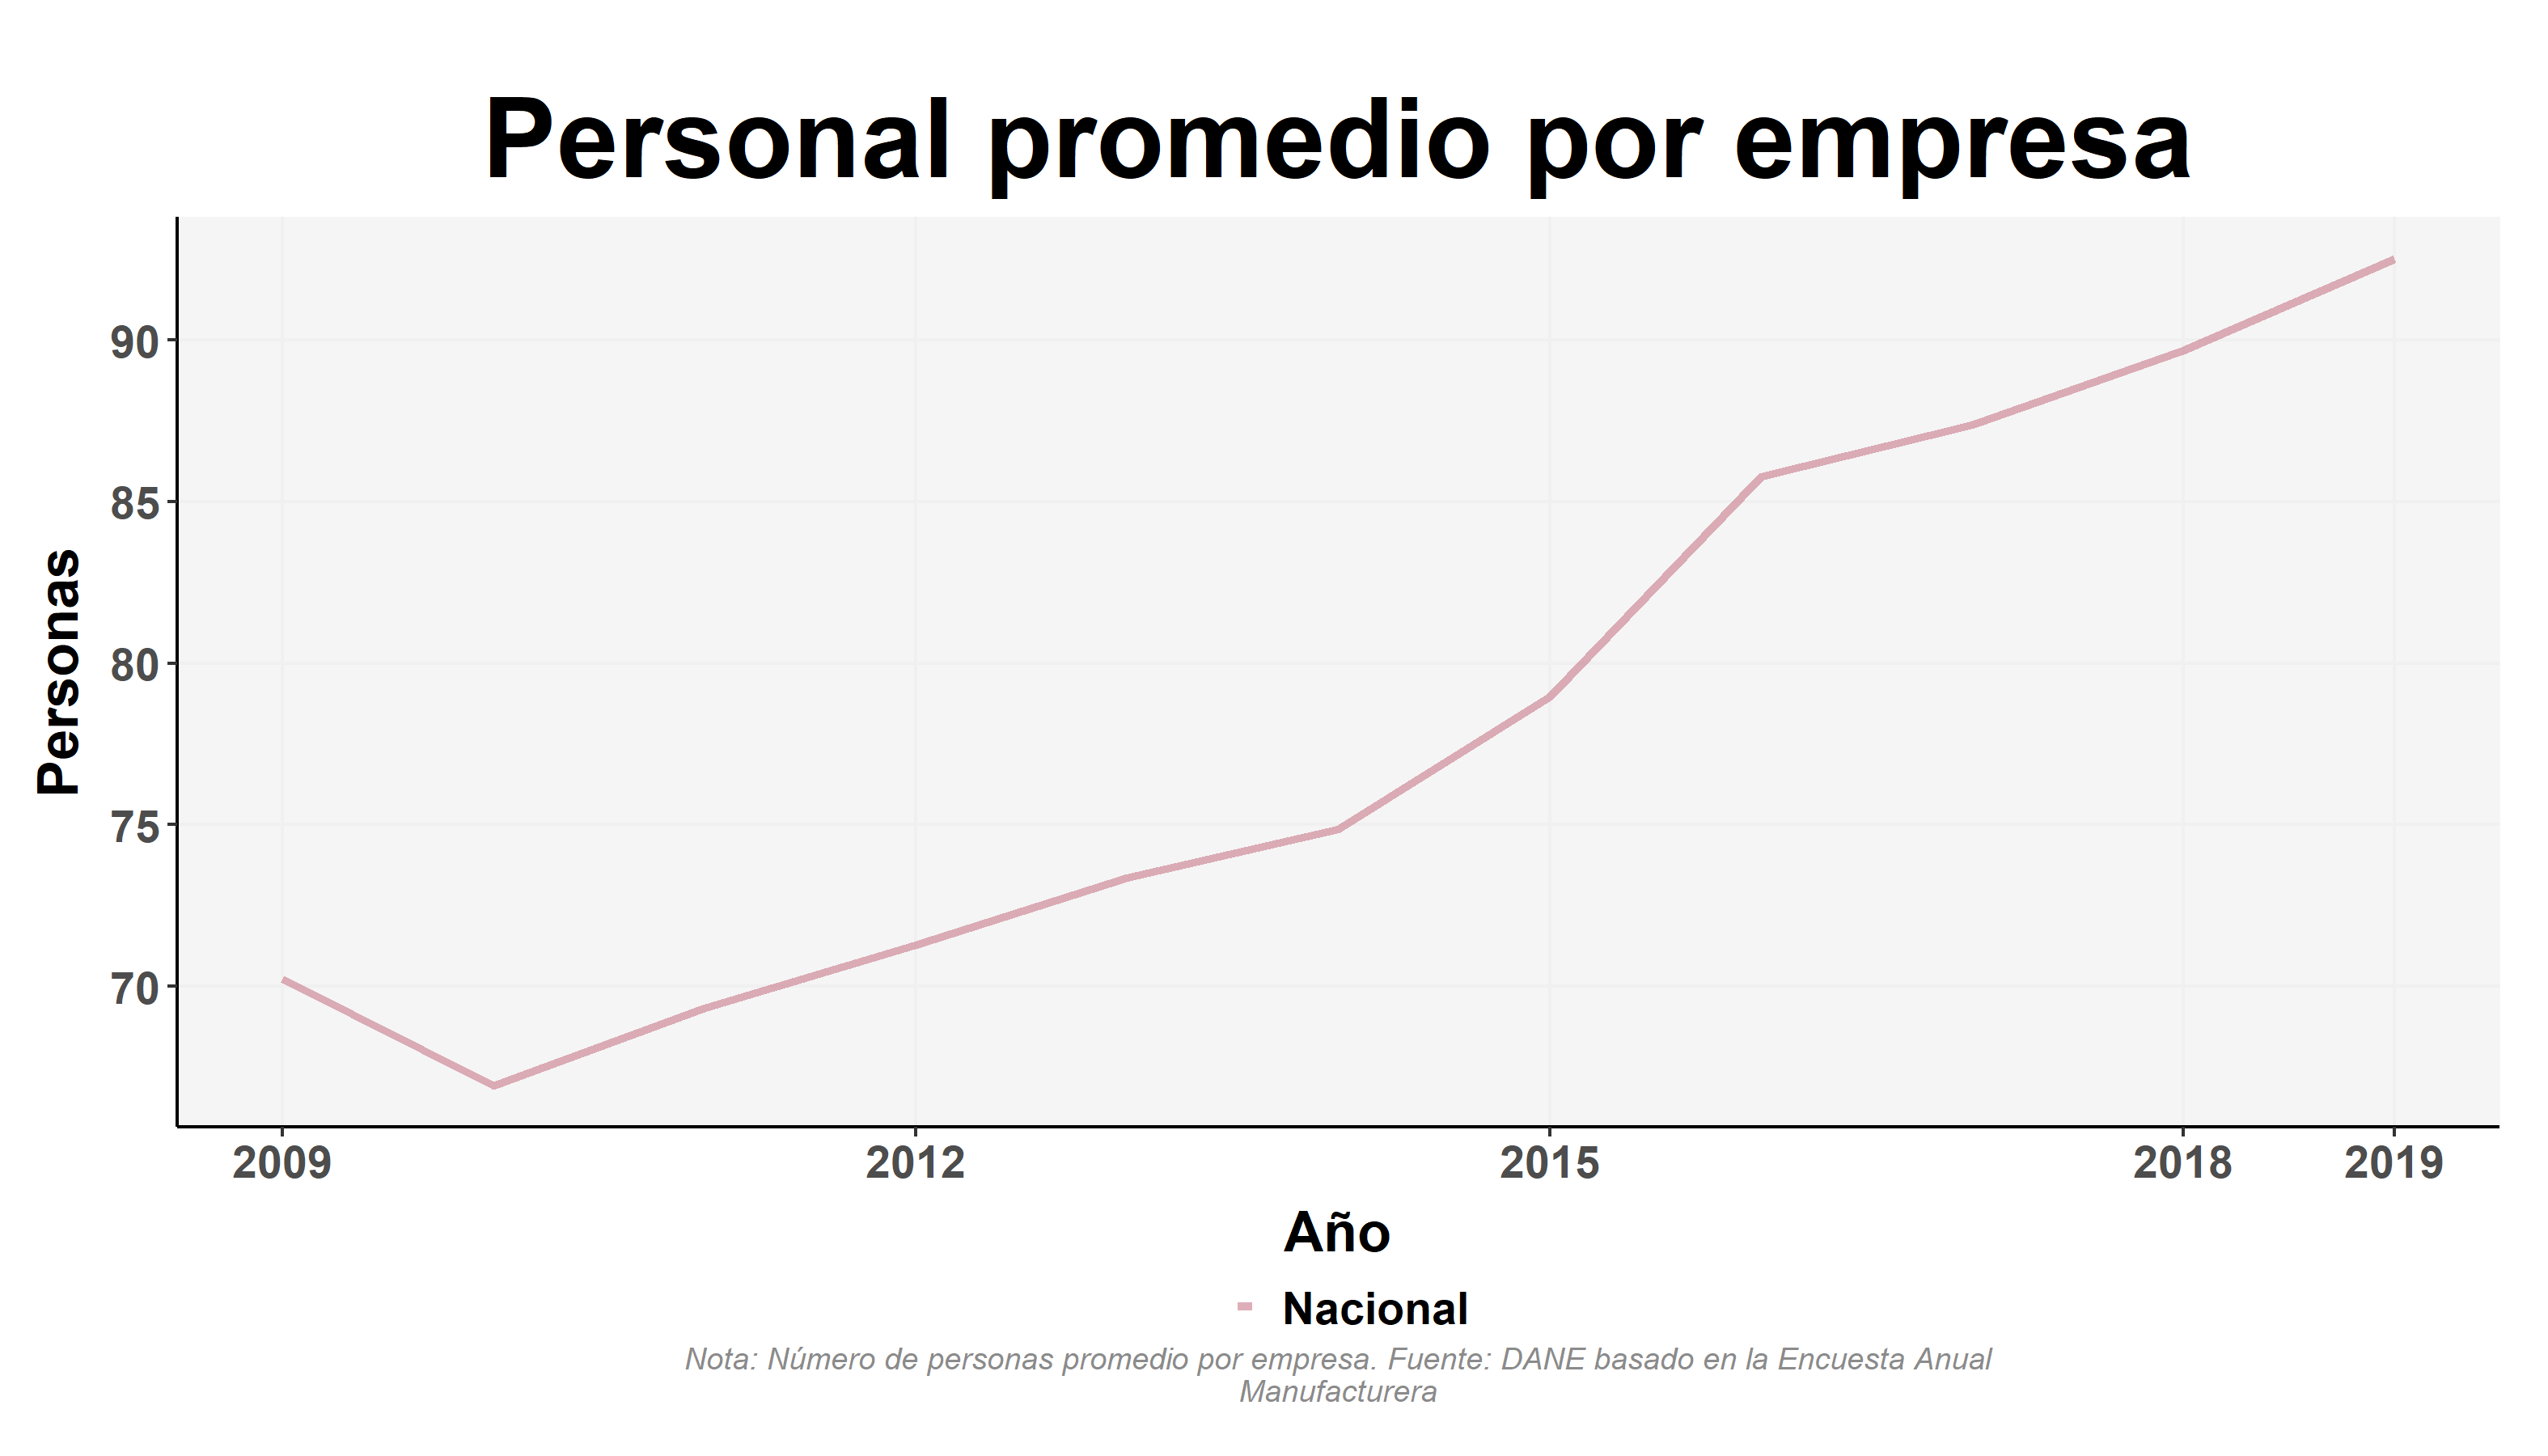 Personal promedio por empresa
Personas
90
85
80
75
70
2009 2012 2015 2018 2019
Año
Nacional
Nota: Número de personas promedio por empresa. Fuente: DANE basado en la Encuesta Anual
Manufacturera